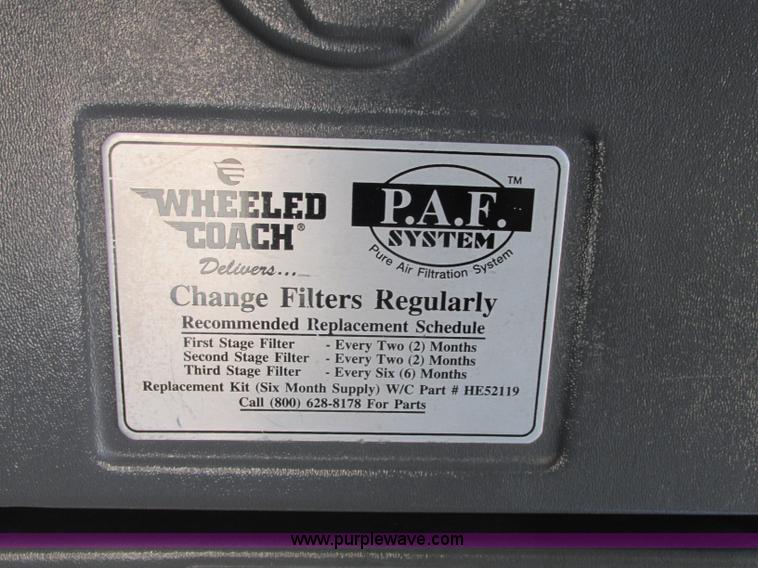 WHEELED
COACH®
Delivers...
P.A.F.™
SYSTEM
Pure Air Filtration System
Change Filters Regularly
Recommended Replacement Schedule
First Stage Filter - Every Two (2) Months
Second Stage Filter - Every Two (2) Months
Third Stage Filter - Every Six (6) Months
Replacement Kit (Six Month Supply) W/C Part # HE52119
Call (800) 628-8178 For Parts
www.purplewave.com